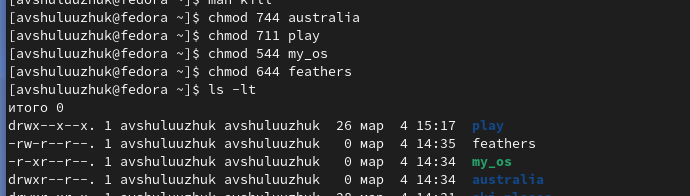 [avshuluuzhuk@fedora ~]$ man kill
[avshuluuzhuk@fedora ~]$ chmod 744 australia
[avshuluuzhuk@fedora ~]$ chmod 711 play
[avshuluuzhuk@fedora ~]$ chmod 544 my_os
[avshuluuzhuk@fedora ~]$ chmod 644 feathers
[avshuluuzhuk@fedora ~]$ ls -lt
итого 0
drwx--x--x. 1 avshuluuzhuk avshuluuzhuk 26 мар 4 15:17 play
-rw-r--r--. 1 avshuluuzhuk avshuluuzhuk 0 мар 4 14:35 feathers
-r-xr--r--. 1 avshuluuzhuk avshuluuzhuk 0 мар 4 14:34 my_os
drwxr--r--. 1 avshuluuzhuk avshuluuzhuk 0 мар 4 14:34 australia